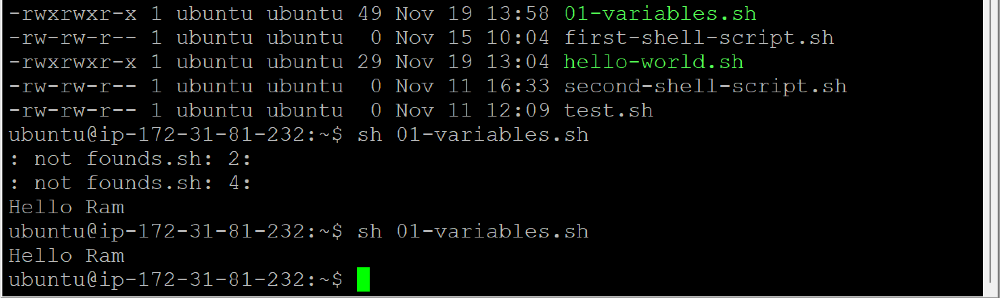 -rwxrwxr-x 1 ubuntu ubuntu 49 Nov 19 13:58 01-variables.sh
-rw-rw-r-- 1 ubuntu ubuntu  0 Nov 15 10:04 first-shell-script.sh
-rwxrwxr-x 1 ubuntu ubuntu 29 Nov 19 13:04 hello-world.sh
-rw-rw-r-- 1 ubuntu ubuntu  0 Nov 11 16:33 second-shell-script.sh
-rw-rw-r-- 1 ubuntu ubuntu  0 Nov 11 12:09 test.sh
ubuntu@ip-172-31-81-232:~$ sh 01-variables.sh
: not founds.sh: 2:
: not founds.sh: 4:
Hello Ram
ubuntu@ip-172-31-81-232:~$ sh 01-variables.sh
Hello Ram
ubuntu@ip-172-31-81-232:~$